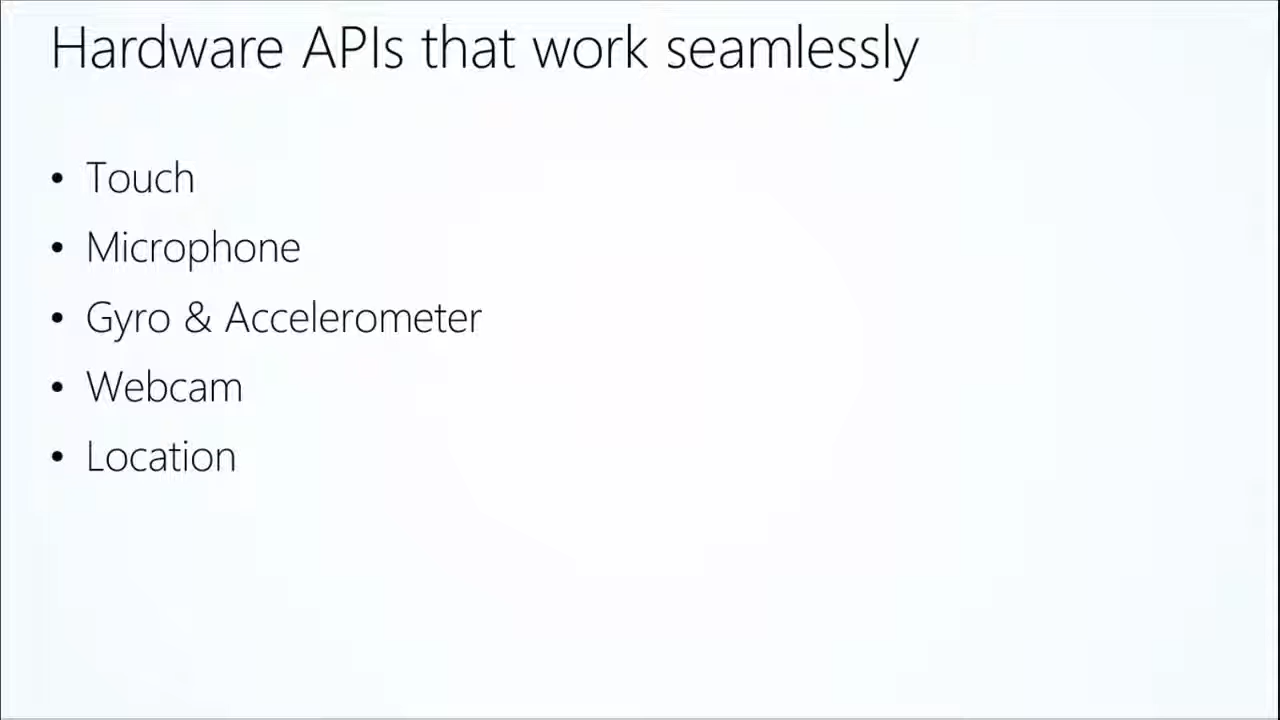 Hardware APIs that work seamlessly
• Touch
• Microphone
• Gyro & Accelerometer
• Webcam
• Location